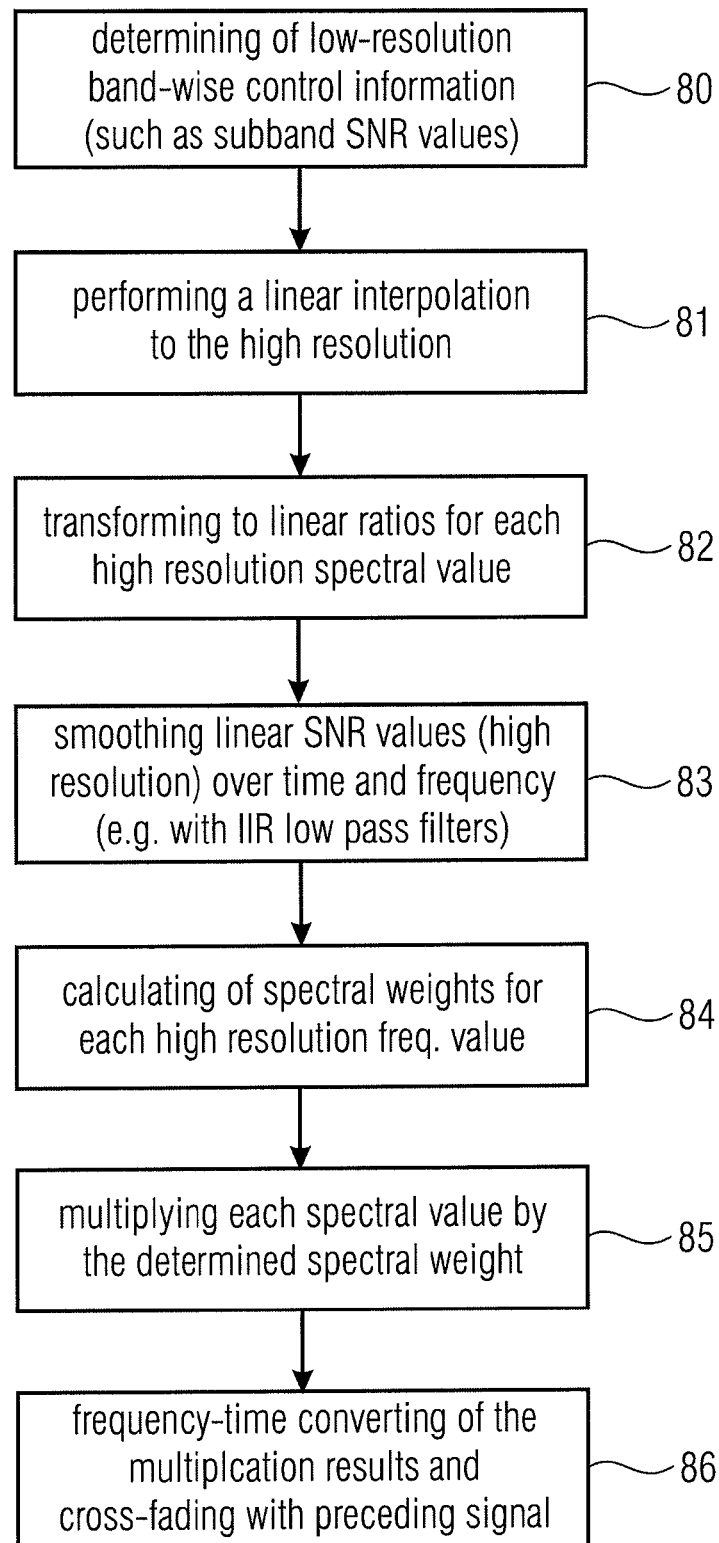 determining of low-resolution
band-wise control information
(such as subband SNR values)
80
performing a linear interpolation
to the high resolution
81
transforming to linear ratios for each
high resolution spectral value
82
smoothing linear SNR values (high
resolution) over time and frequency
(e.g. with IIR low pass filters)
83
calculating of spectral weights for
each high resolution freq. value
84
multiplying each spectral value by
the determined spectral weight
85
frequency-time converting of the
multiplcation results and
cross-fading with preceding signal
86